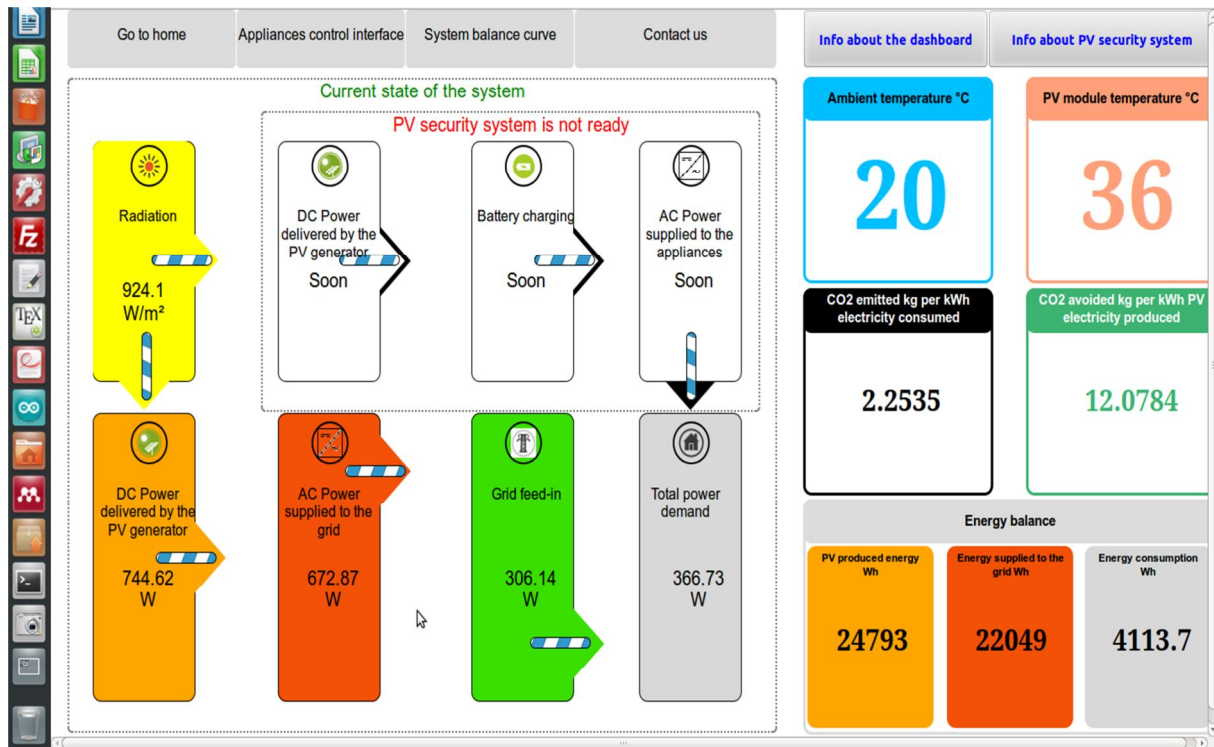 Go to home
Appliances control interface
System balance curve
Contact us
Info about the dashboard
Info about PV security system
Current state of the system
PV security system is not ready
Radiation
924.1
W/m²
DC Power
delivered by the
PV generator
Soon
Battery charging
Soon
AC Power
supplied to the
appliances
Soon
DC Power
delivered by the
PV generator
744.62
W
AC Power
supplied to the
grid
672.87
W
Grid feed-in
306.14
W
Total power
demand
366.73
W
Ambient temperature °C
20
PV module temperature °C
36
CO2 emitted kg per kWh
electricity consumed
2.2535
CO2 avoided kg per kWh PV
electricity produced
12.0784
Energy balance
PV produced energy
Wh
24793
Energy supplied to the
grid Wh
22049
Energy consumption
Wh
4113.7
Fz
TEX
>_